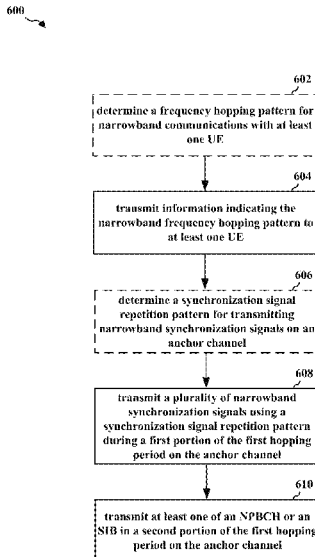 600
602
determine a frequency hopping pattern for
narrowband communications with at least
one UE
604
transmit information indicating the
narrowband frequency hopping pattern to
at least one UE
606
determine a synchronization signal
repetition pattern for transmitting
narrowband synchronization signals on an
anchor channel
608
transmit a plurality of narrowband
synchronization signals using a
synchronization signal repetition pattern
during a first portion of the first hopping
period on the anchor channel
610
transmit at least one of an NPBCH or an
SIB in a second portion of the first hopping
period on the anchor channel